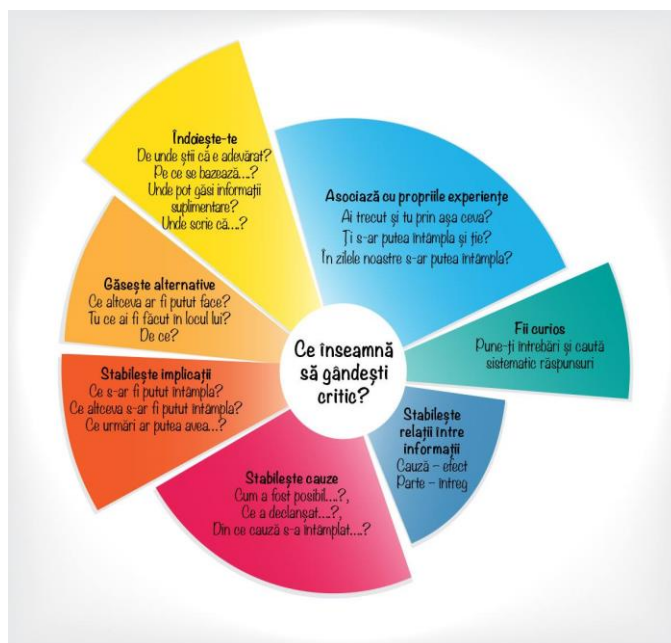 Îndoiește-te
De unde știi că e adevărat?
Pe ce se bazează...?
Unde pot găsi informații
suplimentare?
Unde scrie că...?
Asociază cu propriile experiențe
Ai trecut și tu prin așa ceva?
Ți s-ar putea întâmpla și ție?
În zilele noastre s-ar putea întâmpla?
Găsește alternative
Ce altceva ar fi putut face?
Tu ce ai fi făcut în locul lui?
De ce?
Ce înseamnă
să gândești
critic?
Fii curios
Pune-ți întrebări și caută
sistematic răspunsuri
Stabilește implicații
Ce s-ar fi putut întâmpla?
Ce altceva s-ar fi putut întâmpla?
Ce urmări ar putea avea...?
Stabilește
relații între
informații
Cauză – efect
Parte – întreg
Stabilește cauze
Cum a fost posibil....?,
Ce a declanșat....?,
Din ce cauză s-a întâmplat....?